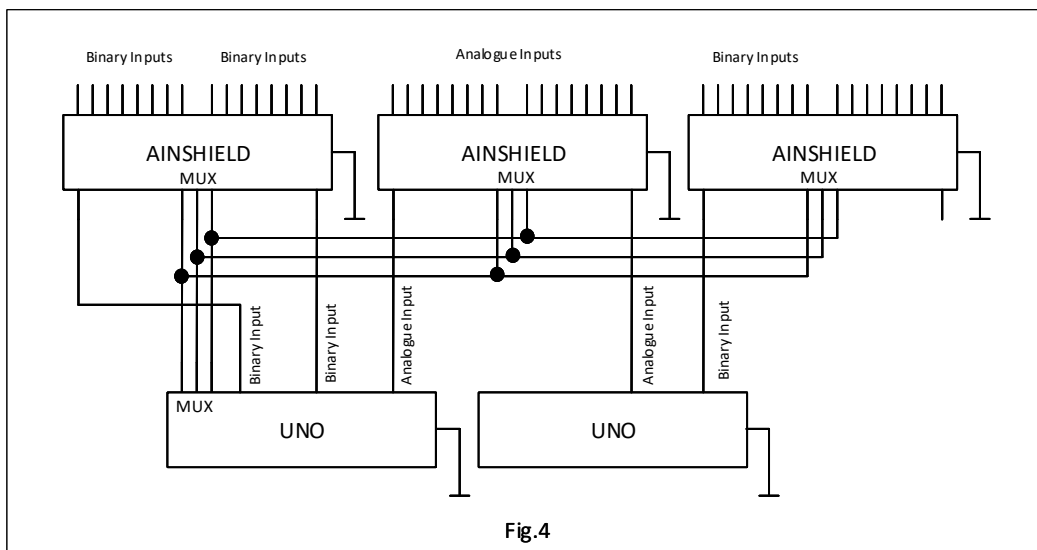 Binary Inputs
Binary Inputs
Analogue Inputs
Binary Inputs
AINSHIELD
MUX
AINSHIELD
MUX
AINSHIELD
MUX
Binary Input
Binary Input
Analogue Input
Analogue Input
Binary Input
MUX
UNO
UNO
Fig.4